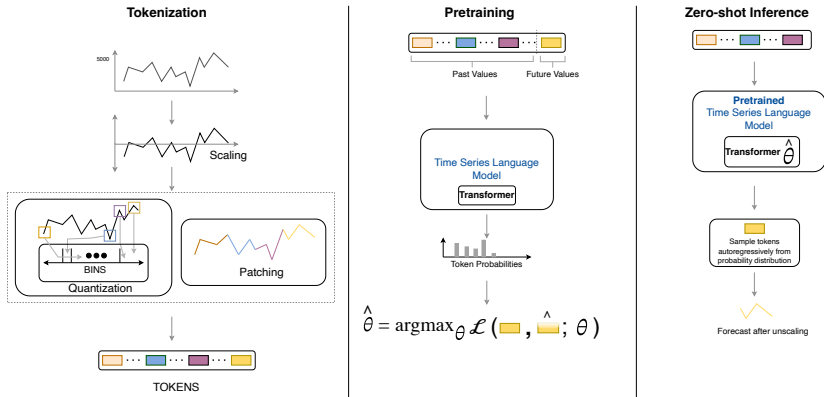 Tokenization
5000
Scaling
BINS
Quantization
Patching
TOKENS
Pretraining
Past Values
Future Values
Time Series Language
Model
Transformer
Token Probabilities
θ̂ = argmax_θ ℒ ( , ^ ; θ )
Zero-shot Inference
Pretrained
Time Series Language
Model
Transformer θ̂
Sample tokens
autoregressively from
probability distribution
Forecast after unscaling